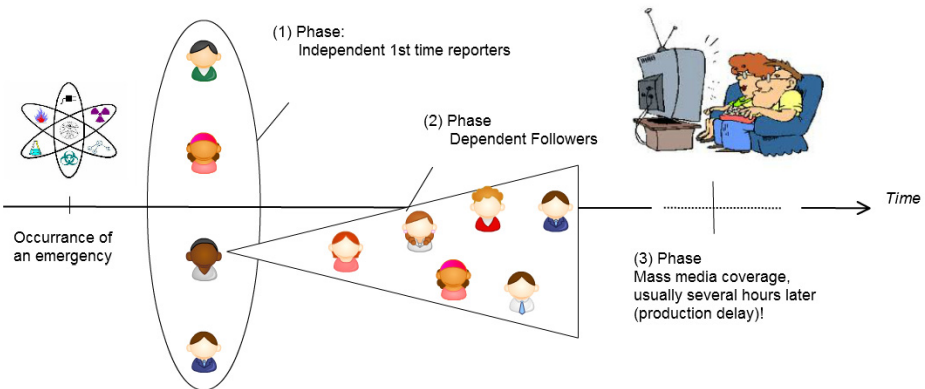 (1) Phase:
Independent 1st time reporters
(2) Phase
Dependent Followers
Time
Occurrance of
an emergency
(3) Phase
Mass media coverage,
usually several hours later
(production delay)!